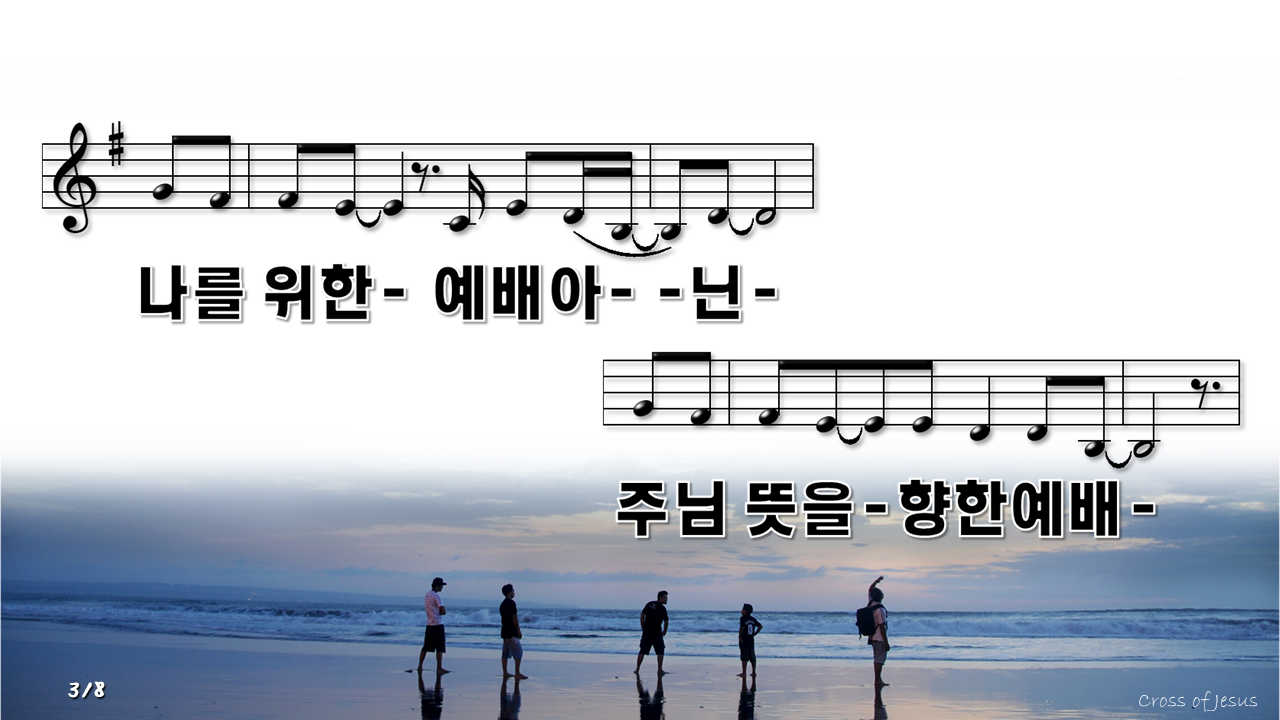 나를 위한- 예배아- -닌-
주님 뜻을-향한예배-
3/8
Cross of Jesus